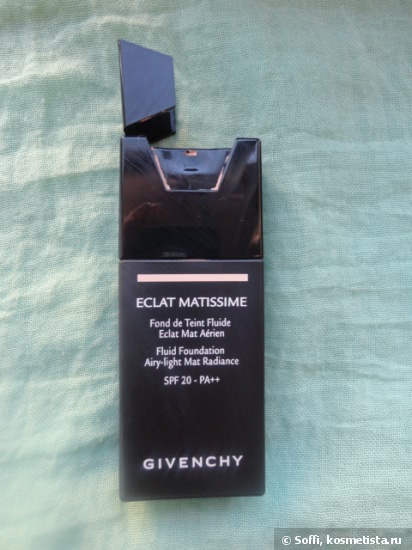 ECLAT MATISSIME
Fond de Teint Fluide
Eclat Mat Aérien
Fluid Foundation
Airy-light Mat Radiance
SPF 20 - PA++
GIVENCHY
© Soffi, kosmetista.ru